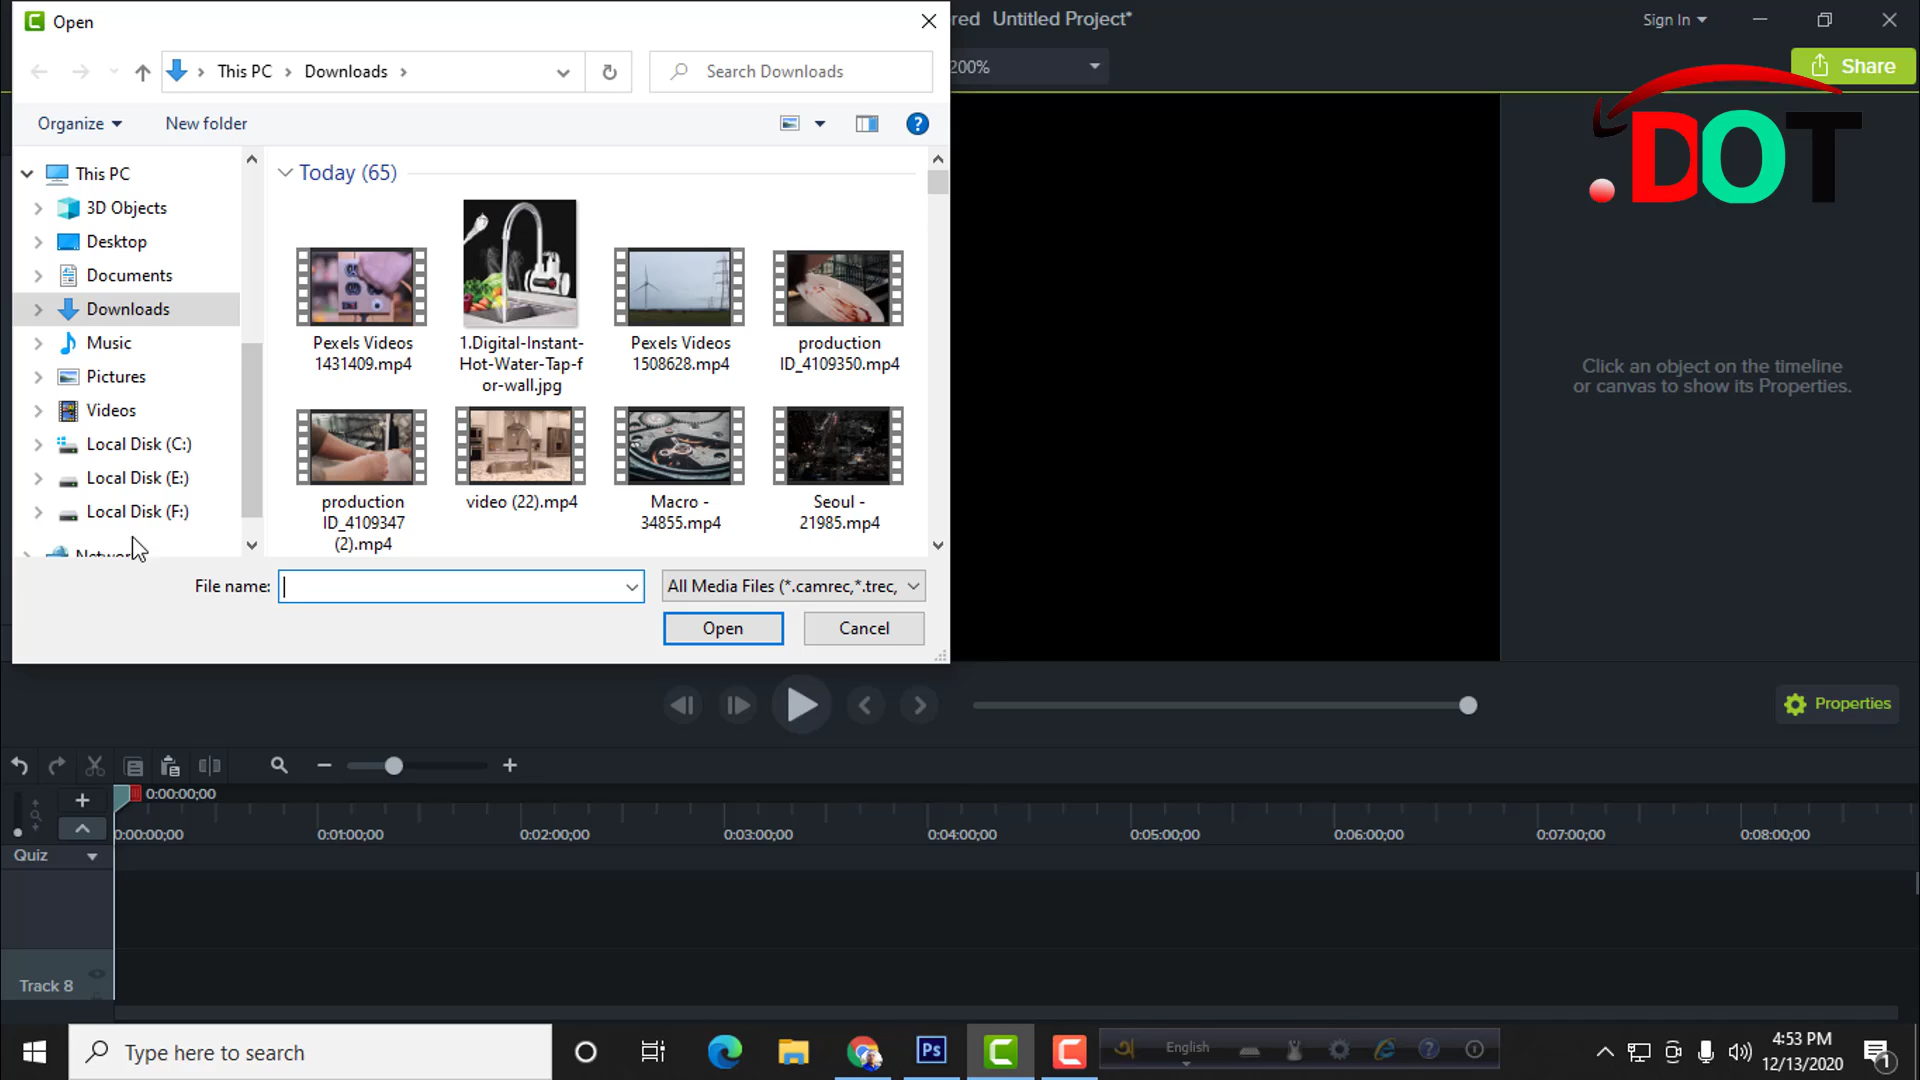 Open
ered Untitled Project*
Sign In
This PC > Downloads >
Search Downloads
200%
Share
.DOT
Organize
New folder
This PC
3D Objects
Desktop
Documents
Downloads
Music
Pictures
Videos
Local Disk (C:)
Local Disk (E:)
Local Disk (F:)
Network
Today (65)
Pexels Videos
1431409.mp4
1.Digital-Instant-
Hot-Water-Tap-f
or-wall.jpg
Pexels Videos
1508628.mp4
production
ID_4109350.mp4
production
ID_4109347
(2).mp4
video (22).mp4
Macro -
34855.mp4
Seoul -
21985.mp4
Click an object on the timeline
or canvas to show its Properties.
File name:
All Media Files (*.camrec,*.trec,
Open
Cancel
Properties
0:00:00;00
0:00:00;00
0:01:00;00
0:02:00;00
0:03:00;00
0:04:00;00
0:05:00;00
0:06:00;00
0:07:00;00
0:08:00;00
Quiz
Track 8
Type here to search
Ps
English
4:53 PM
12/13/2020
1